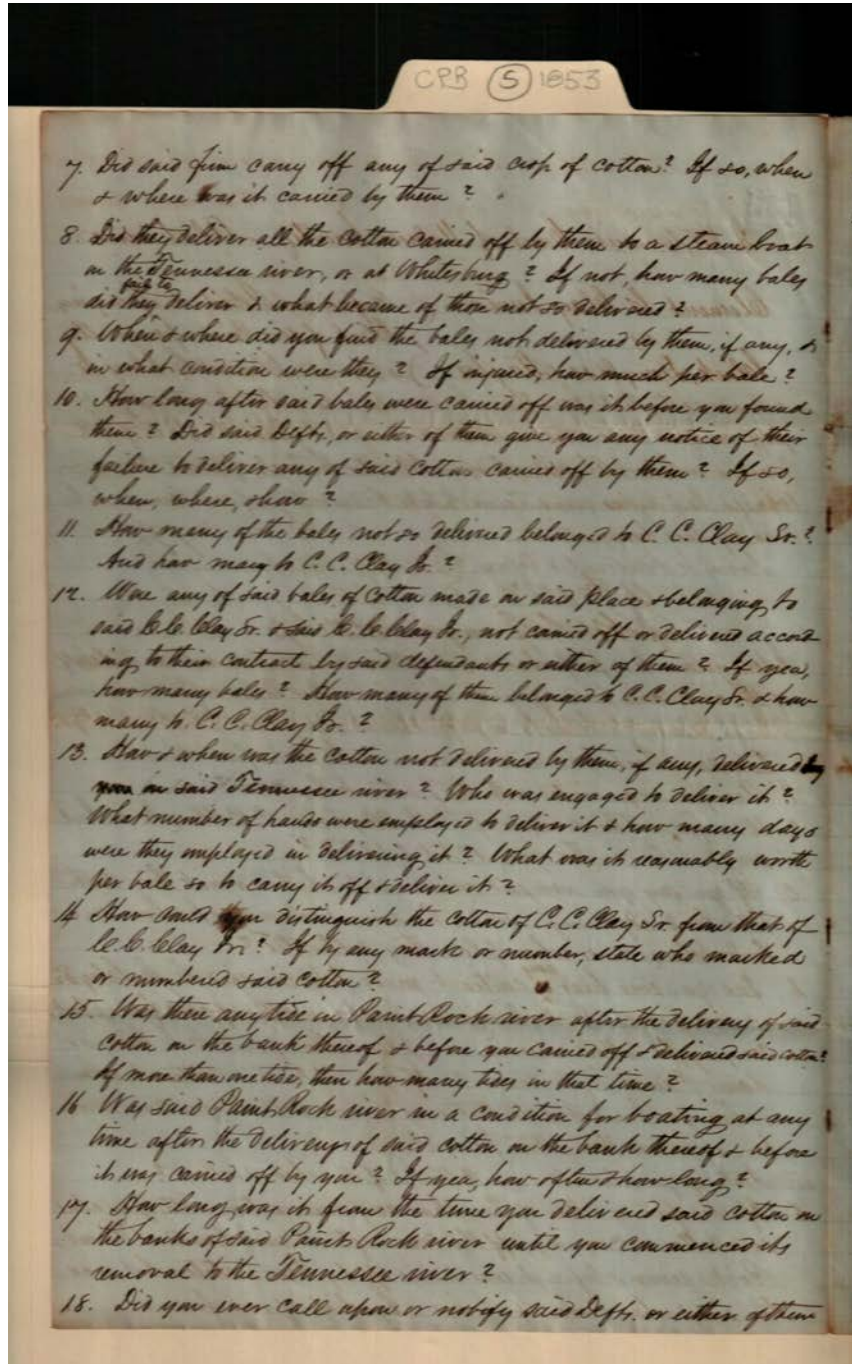 CPB (5) 1853
7. Did said firm carry off any of said crop of cotton? If so, when
& where was it carried by them?
8. Did they deliver all the cotton carried off by them to a steam boat
on the Tennessee river, or at Whitesburg? If not, how many bales
fail to
did they deliver & what became of those not so delivered?
9. When & where did you find the bales not delivered by them, if any, &
in what condition were they? If injured, how much per bale?
10. How long after said bales were carried off was it before you found
them? Did said Defts, or either of them give you any notice of their
failure to deliver any of said cotton carried off by them? If so,
when, where, & how?
11. How many of the bales not so delivered belonged to C. C. Clay Sr.?
And how many to C. C. Clay Jr.?
12. Were any of said bales of cotton made on said place & belonging to
said C. C. Clay Sr. & said C. C. Clay Jr., not carried off or delivered accord-
ing to their contract by said defendants or either of them? If yea,
how many bales? How many of them belonged to C. C. Clay Sr. & how
many to C. C. Clay Jr.?
13. How & when was the cotton not delivered by them, if any, delivered
in said Tennessee river? Who was engaged to deliver it?
What number of hands were employed to deliver it & how many days
were they employed in delivering it? What was it reasonably worth
per bale so to carry it off & deliver it?
14 How could you distinguish the cotton of C. C. Clay Sr. from that of
C. C. Clay Jr.? If by any mark or number, state who marked
or numbered said cotton?
15. Was there any tide in Paint Rock river after the delivery of said
cotton on the bank thereof & before you carried off & delivered said cotton?
If more than one tide, then how many tides in that time?
16 Was said Paint Rock river in a condition for boating at any
time after the delivery of said cotton on the bank thereof & before
it was carried off by you? If yea, how often & how long?
17. How long was it from the time you delivered said cotton on
the banks of said Paint Rock river until you commenced its
removal to the Tennessee river?
18. Did you ever call upon or notify said Defts. or either of them